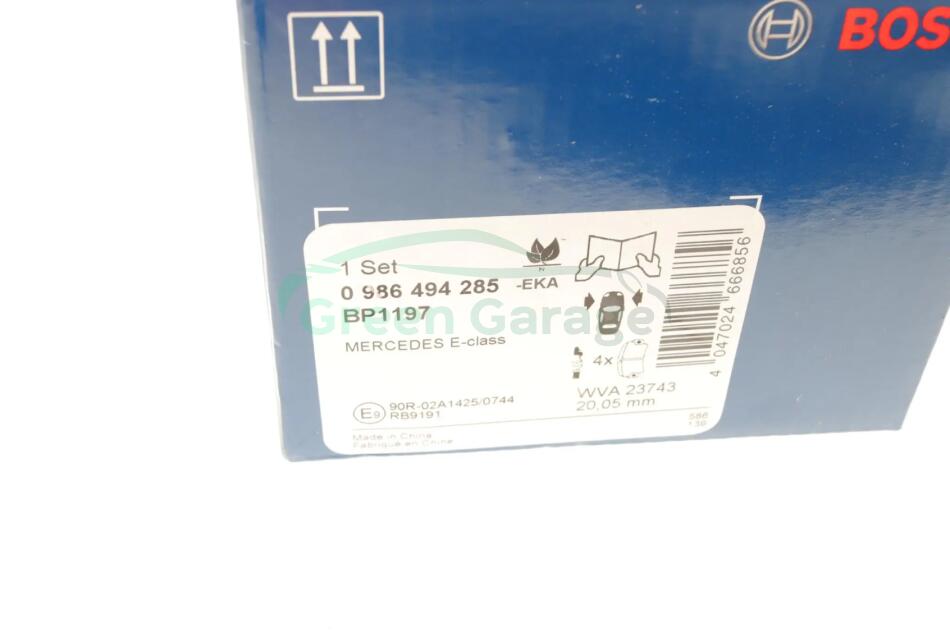 BOS
1 Set
0 986 494 285 -EKA
BP1197
MERCEDES E-class
Green Garage
4x
WVA 23743
20,05 mm
E9 90R-02A1425/0744
RB9191
586
136
Made in China
Fabriqué en Chine
4 047024 666856